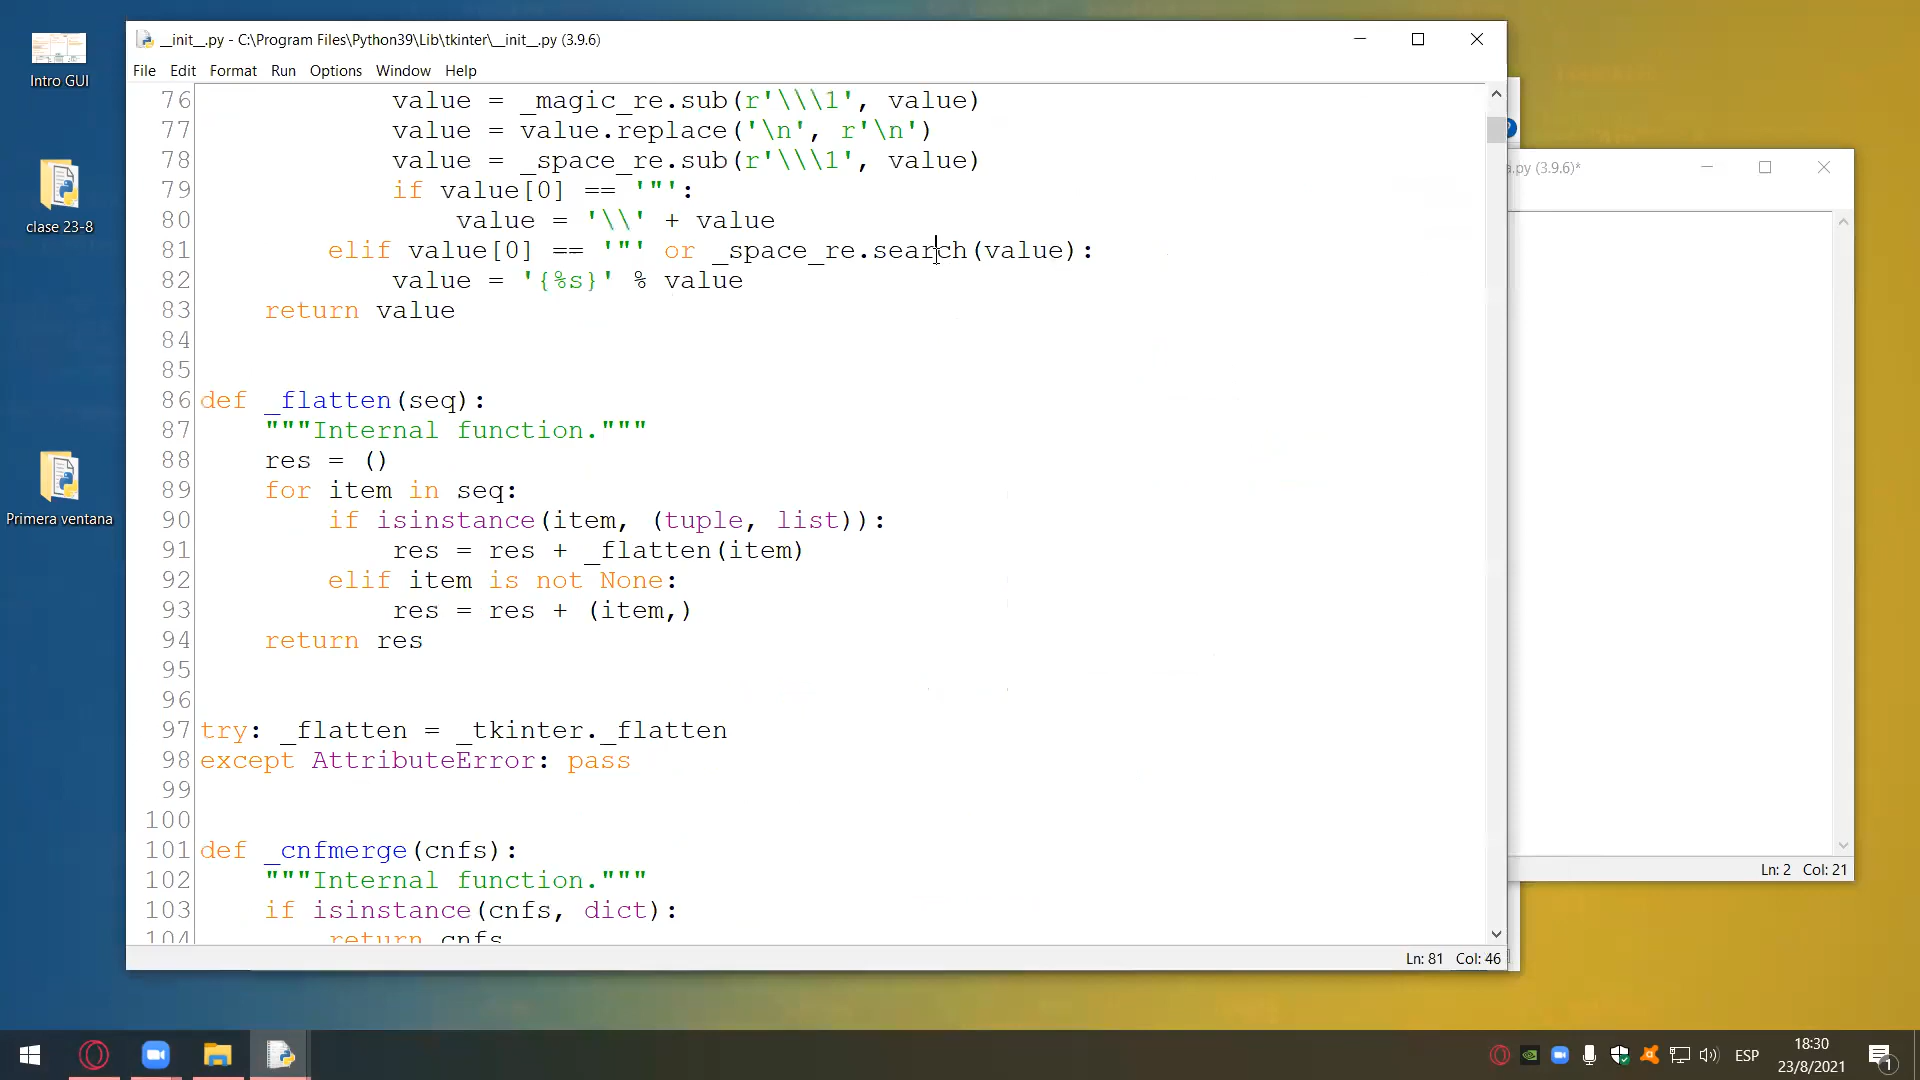 Intro GUI
clase 23-8
Primera ventana
__init__.py - C:\Program Files\Python39\Lib\tkinter\__init__.py (3.9.6)
File Edit Format Run Options Window Help
76 value = _magic_re.sub(r'\\\1', value)
77 value = value.replace('\n', r'\n')
78 value = _space_re.sub(r'\\\1', value)
79 if value[0] == '"':
80 value = '\\' + value
81 elif value[0] == '"' or _space_re.search(value):
82 value = '{%s}' % value
83 return value
84
85
86 def _flatten(seq):
87 """Internal function."""
88 res = ()
89 for item in seq:
90 if isinstance(item, (tuple, list)):
91 res = res + _flatten(item)
92 elif item is not None:
93 res = res + (item,)
94 return res
95
96
97 try: _flatten = _tkinter._flatten
98 except AttributeError: pass
99
100
101 def _cnfmerge(cnfs):
102 """Internal function."""
103 if isinstance(cnfs, dict):
104 return cnfs
Ln: 81 Col: 46
a.py (3.9.6)*
Ln: 2 Col: 21
ESP
18:30
23/8/2021
1